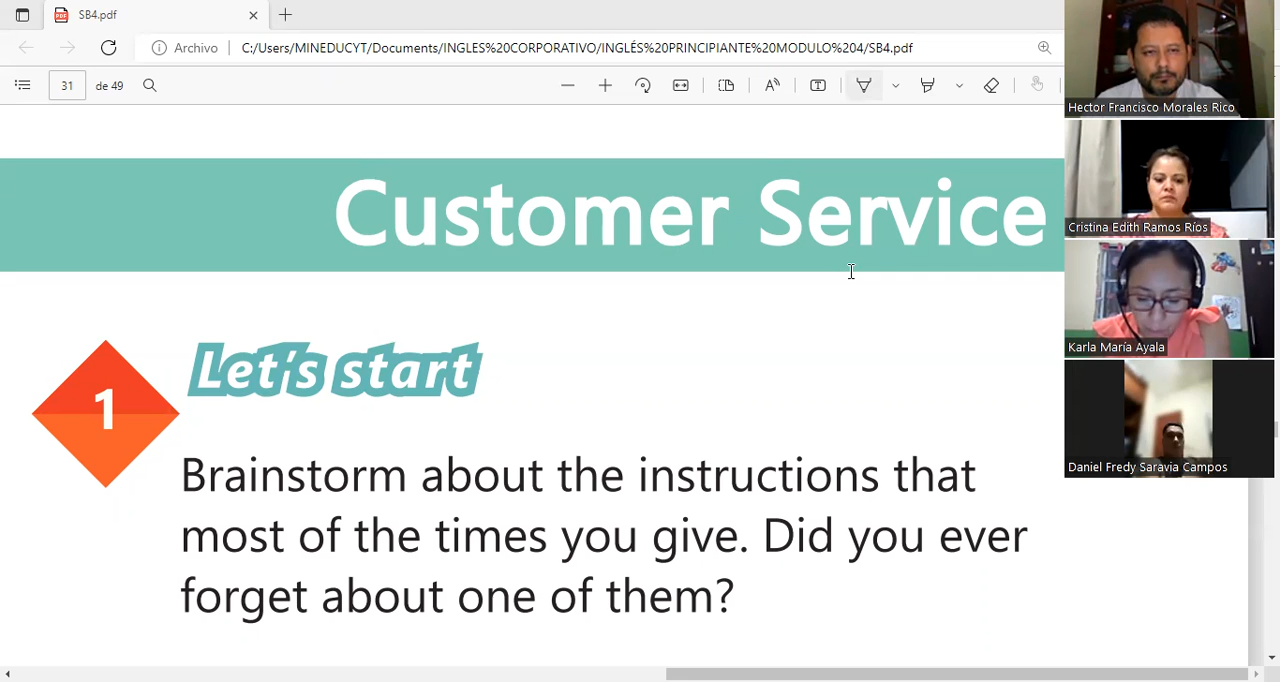 SB4.pdf
Archivo
C:/Users/MINEDUCYT/Documents/INGLES%20CORPORATIVO/INGLÉS%20PRINCIPIANTE%20MODULO%204/SB4.pdf
31
de 49
Customer Service
1
Let's start
Brainstorm about the instructions that
most of the times you give. Did you ever
forget about one of them?
Hector Francisco Morales Rico
Cristina Edith Ramos Ríos
Karla María Ayala
Daniel Fredy Saravia Campos